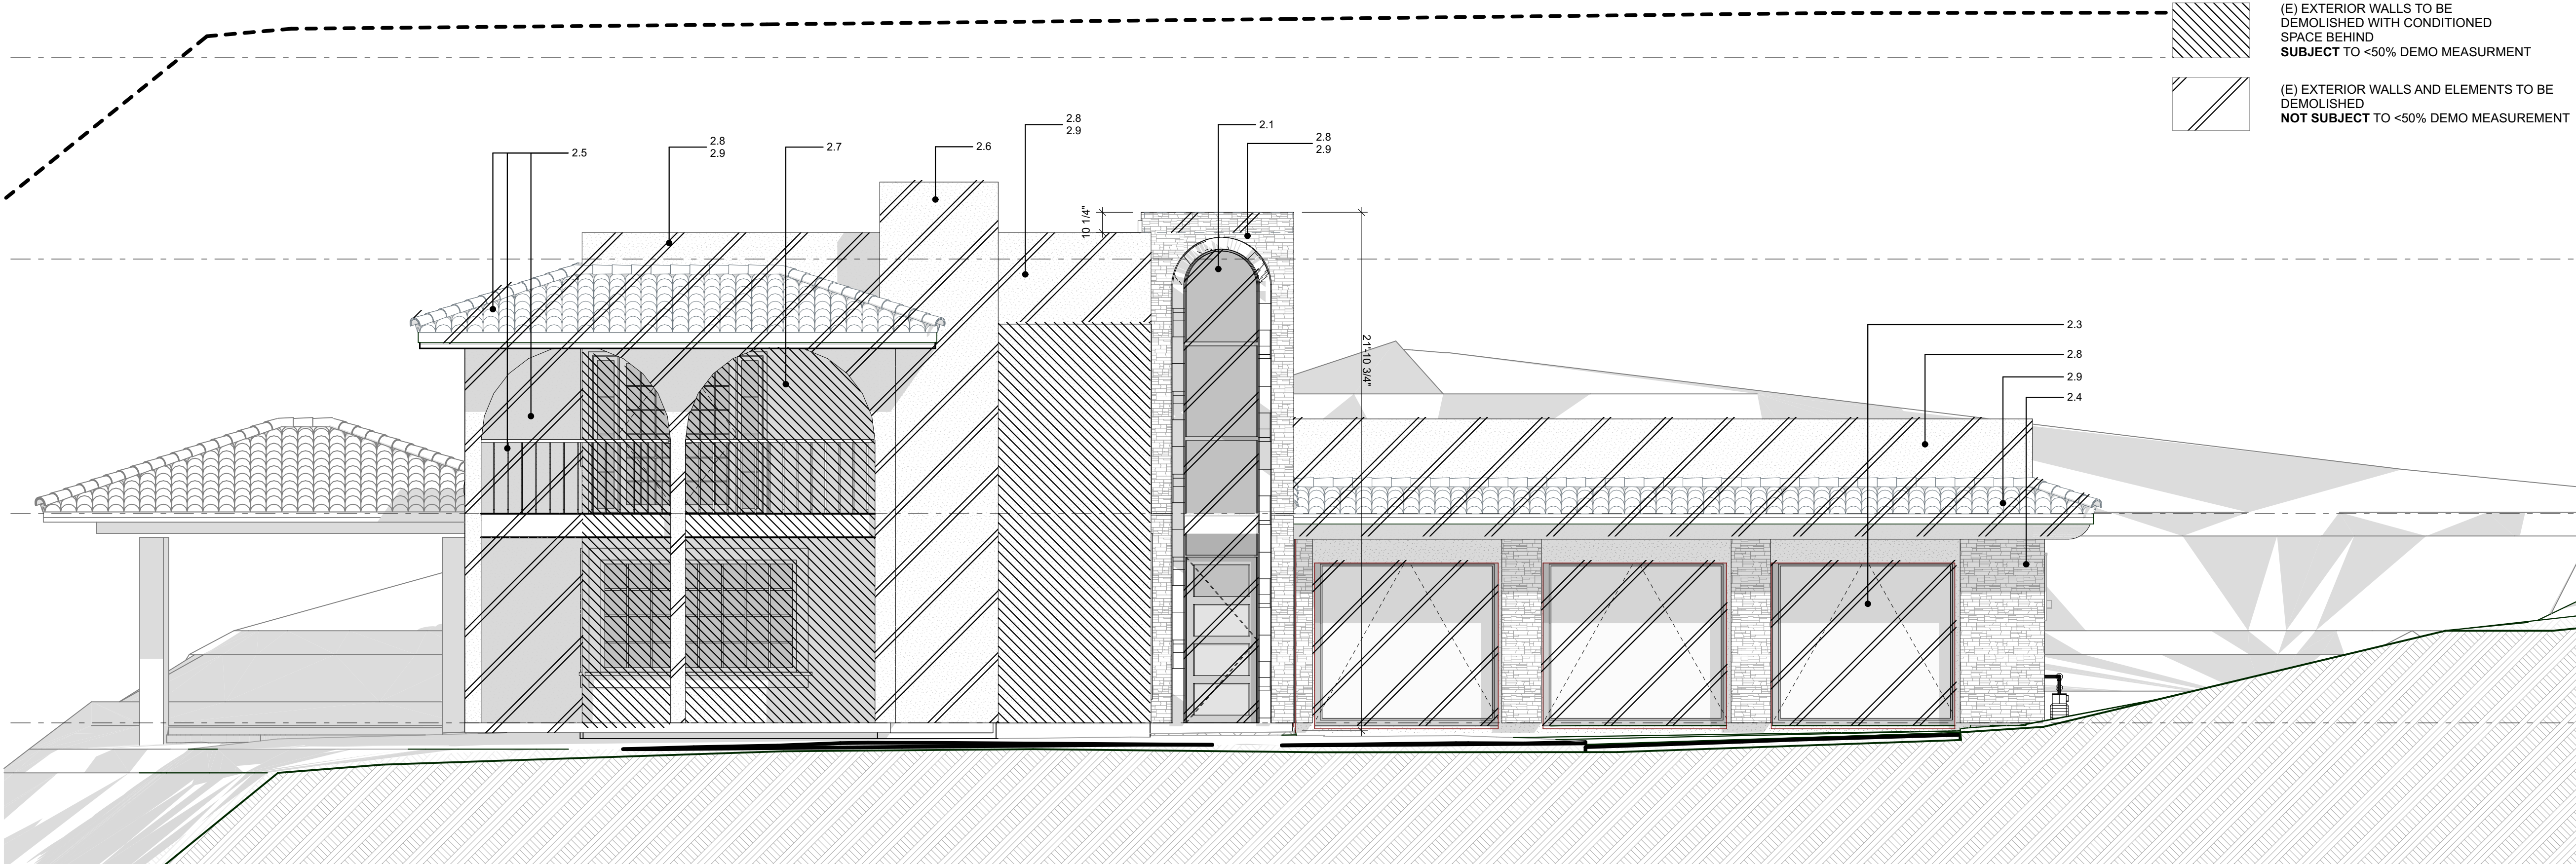 (E) EXTERIOR WALLS TO BE
DEMOLISHED WITH CONDITIONED
SPACE BEHIND
SUBJECT TO <50% DEMO MEASURMENT
(E) EXTERIOR WALLS AND ELEMENTS TO BE
DEMOLISHED
NOT SUBJECT TO <50% DEMO MEASUREMENT
2.5
2.8
2.9
2.7
2.6
2.8
2.9
2.1
2.8
2.9
10 1/4"
21'-10 3/4"
2.3
2.8
2.9
2.4